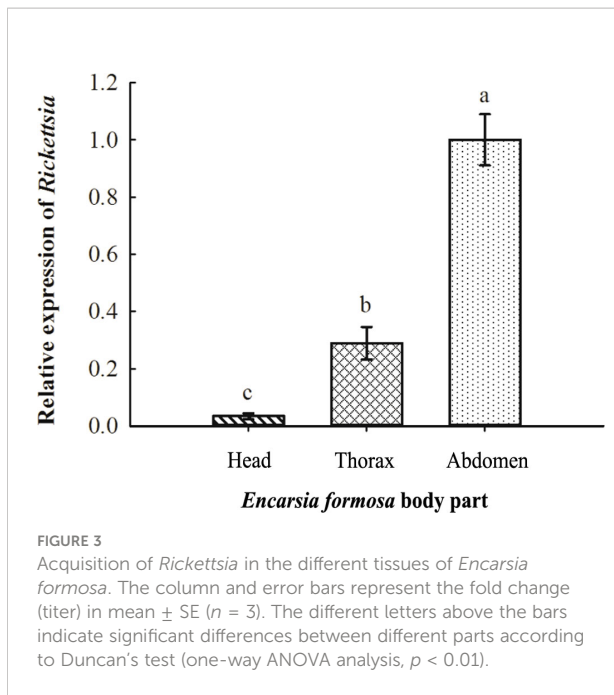 Relative expression of Rickettsia
1.2
1.0
0.8
0.6
0.4
0.2
0.0
a
b
c
Head Thorax Abdomen
Encarsia formosa body part
FIGURE 3
Acquisition of Rickettsia in the different tissues of Encarsia
formosa. The column and error bars represent the fold change
(titer) in mean ± SE (n = 3). The different letters above the bars
indicate significant differences between different parts according
to Duncan's test (one-way ANOVA analysis, p < 0.01).